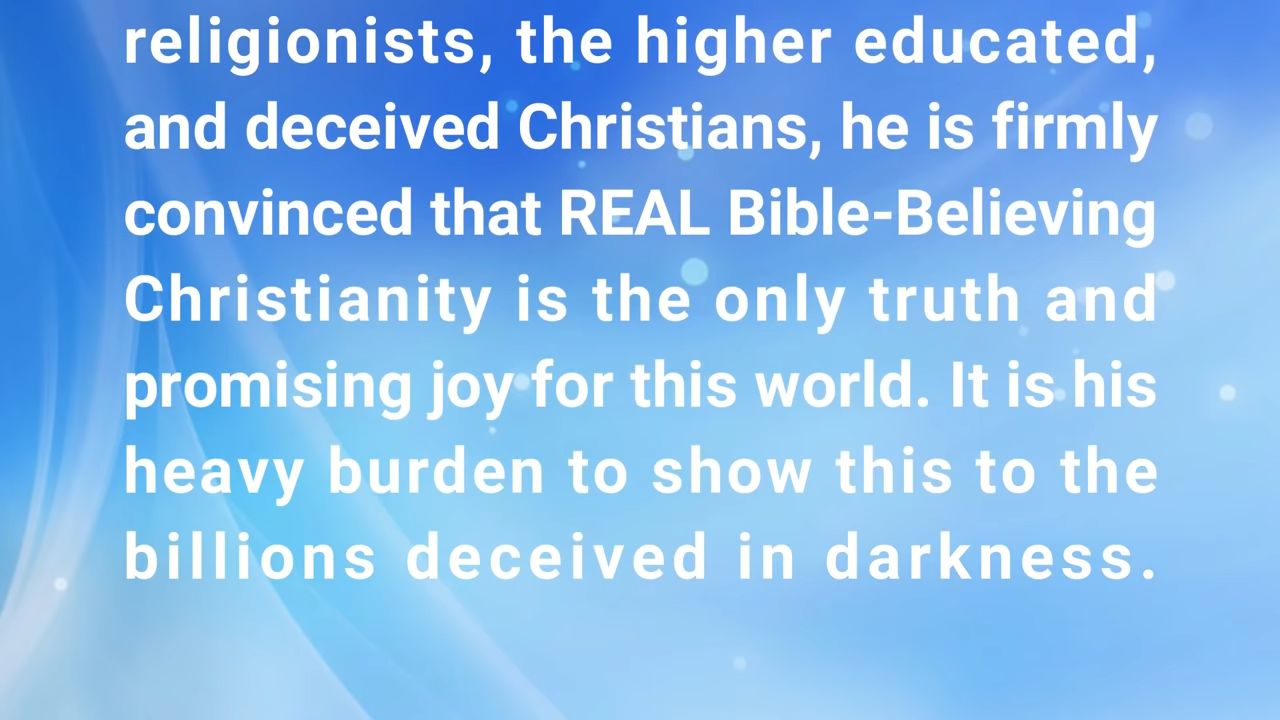 religionists, the higher educated,
and deceived Christians, he is firmly
convinced that REAL Bible-Believing
Christianity is the only truth and
promising joy for this world. It is his
heavy burden to show this to the
billions deceived in darkness.